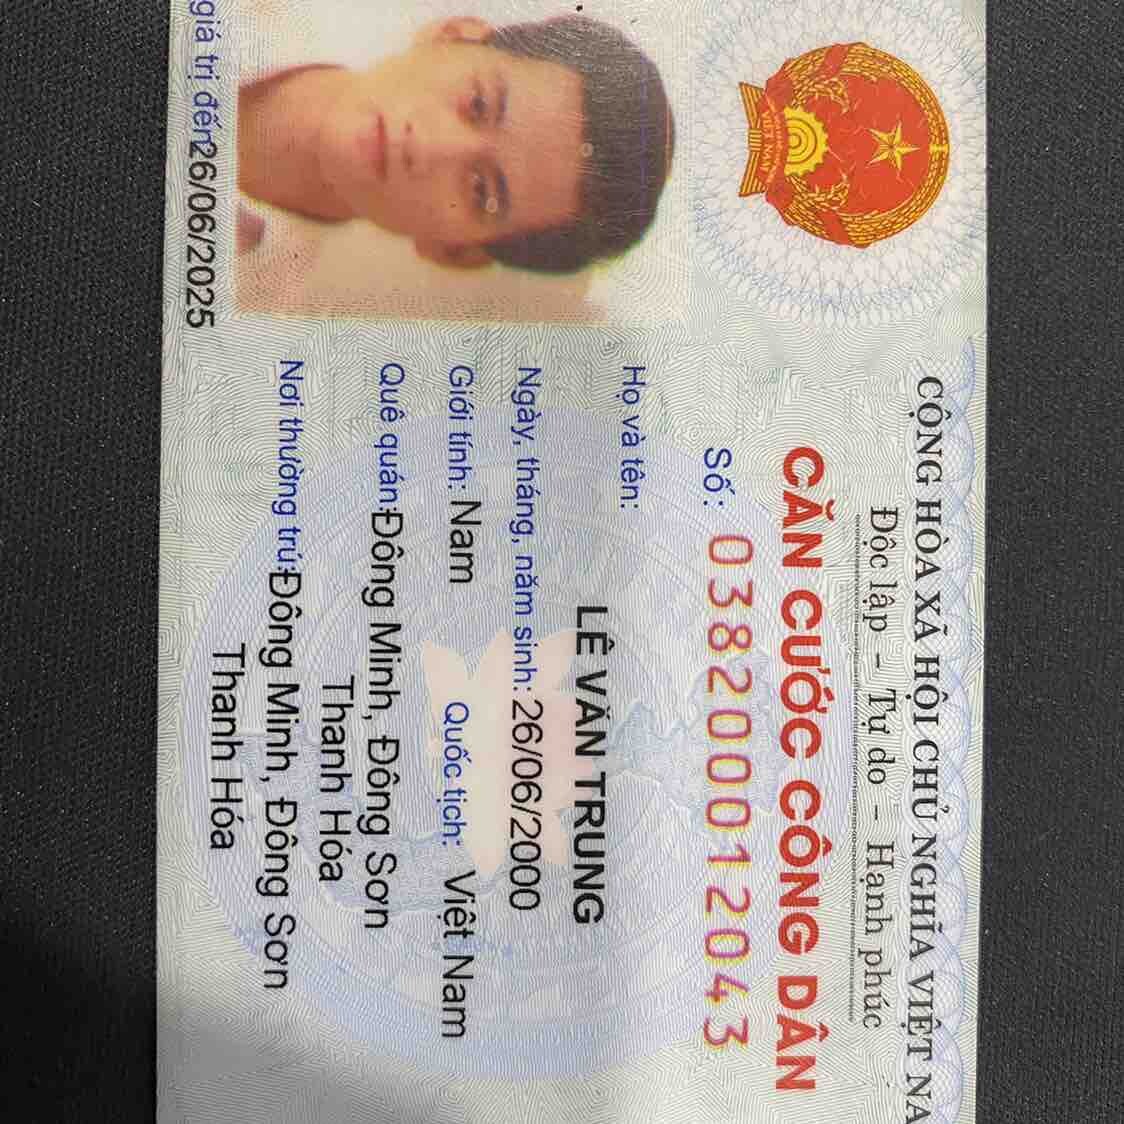 CỘNG HÒA XÃ HỘI CHỦ NGHĨA VIỆT NA
Độc lập – Tự do – Hạnh phúc
CĂN CƯỚC CÔNG DÂN
Số: 038200012043
Họ và tên:
LÊ VĂN TRUNG
Ngày, tháng, năm sinh: 26/06/2000
Giới tính: Nam Quốc tịch: Việt Nam
Quê quán: Đông Minh, Đông Sơn
Thanh Hóa
Nơi thường trú: Đông Minh, Đông Sơn
Thanh Hóa
giá trị đến 26/06/2025
VIỆT NAM